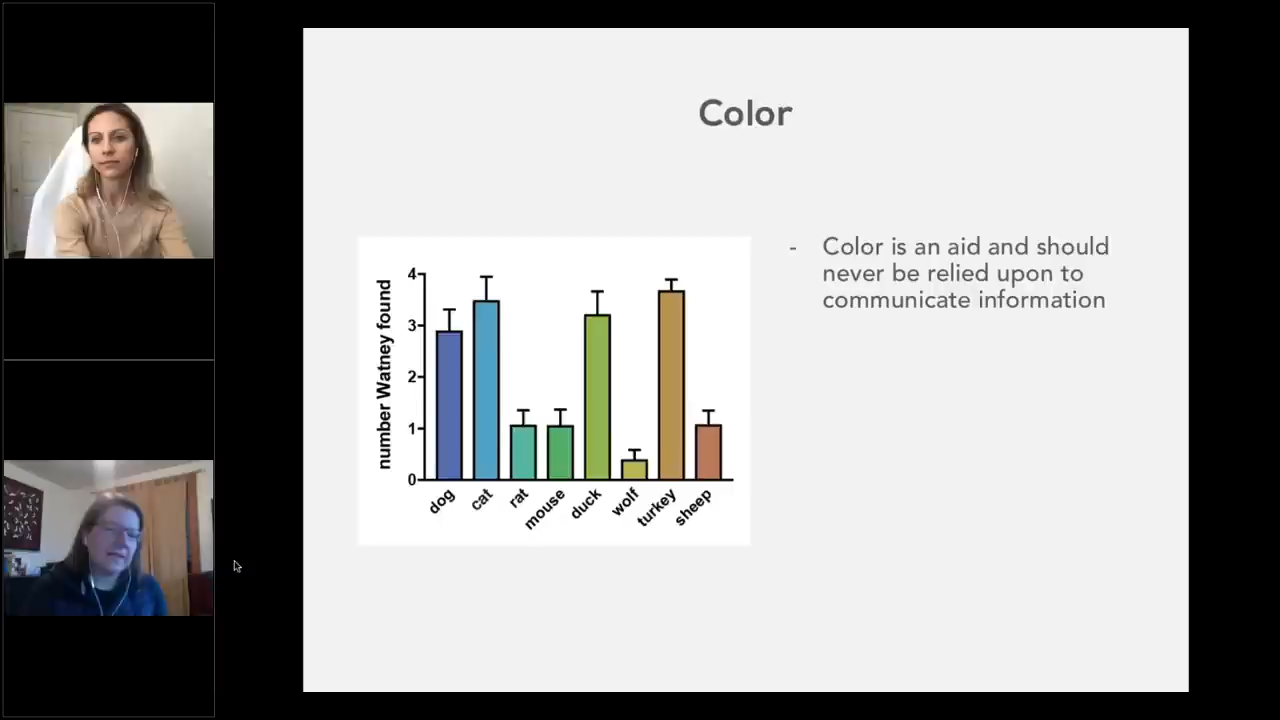 Color
- Color is an aid and should
never be relied upon to
communicate information
number Watney found
4
3
2
1
0
dog
cat
rat
mouse
duck
wolf
turkey
sheep